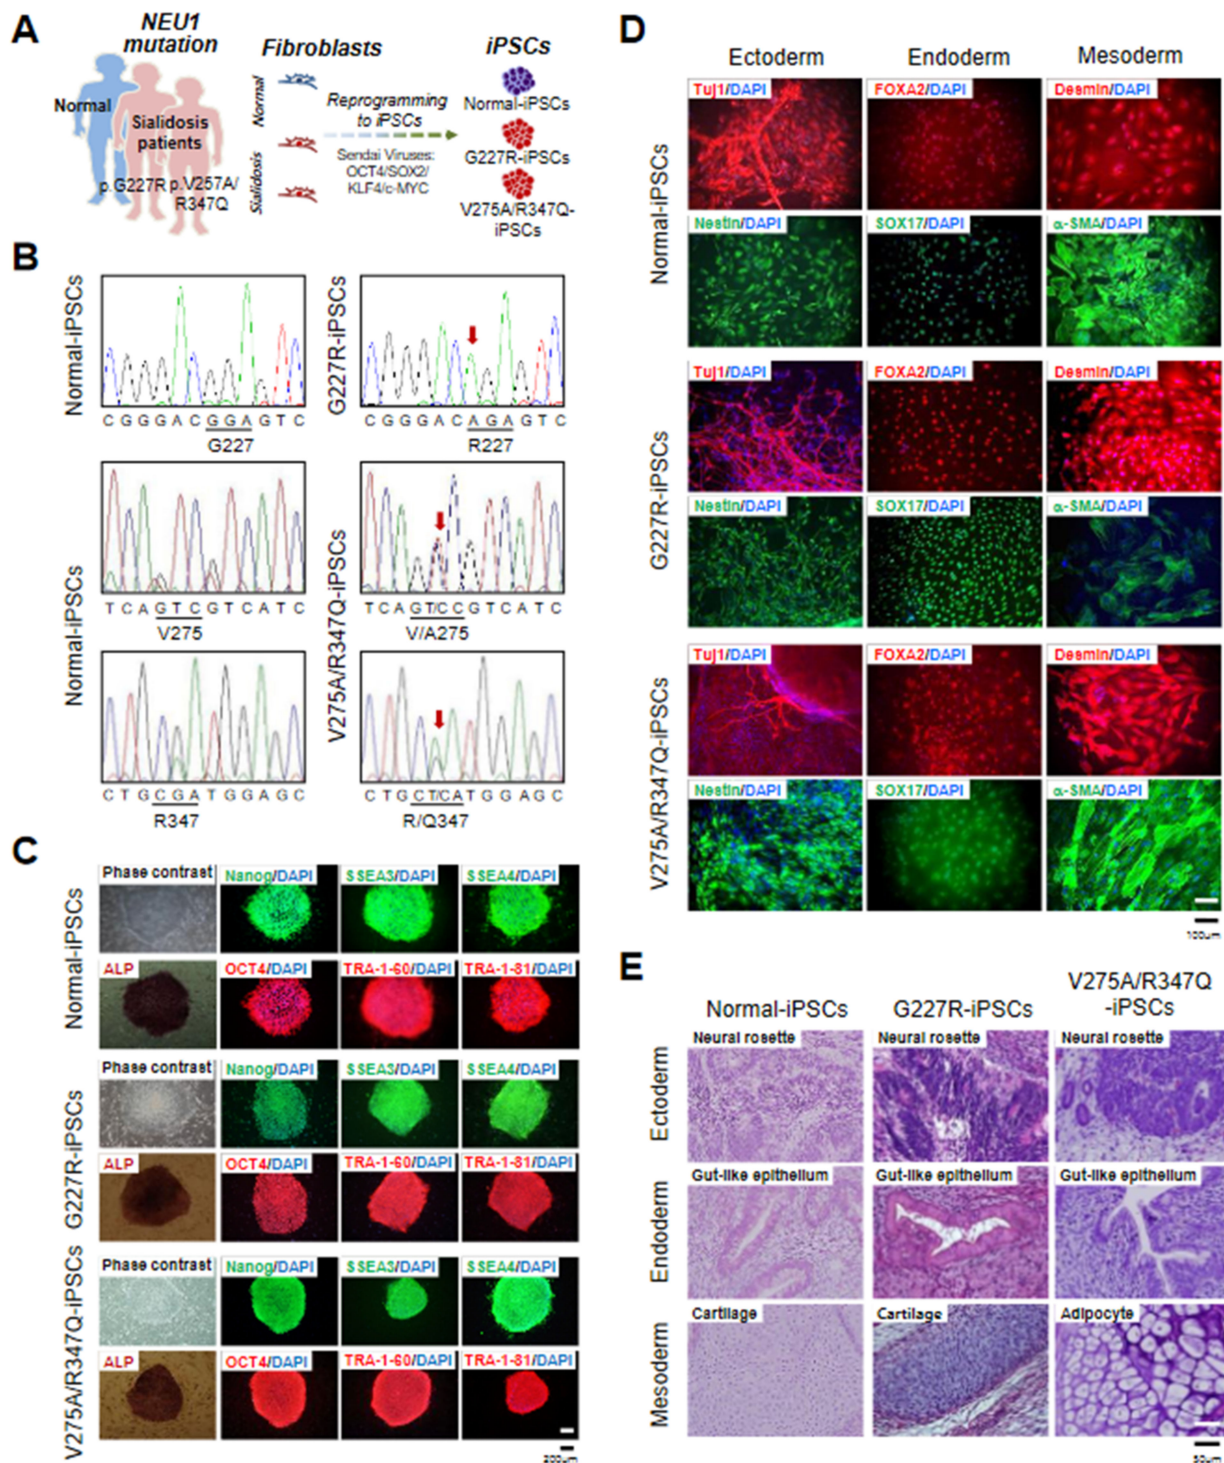 A
NEU1
mutation
Normal
Sialidosis
patients
p.G227R
p.V257A/
R347Q
Fibroblasts
Normal
Sialidosis
Reprogramming
to iPSCs
Sendai Viruses:
OCT4/SOX2/
KLF4/c-MYC
iPSCs
Normal-iPSCs
G227R-iPSCs
V275A/R347Q-
iPSCs
B
Normal-iPSCs
C G G G A C G G A G T C
G227
G227R-iPSCs
C G G G A C A G A G T C
R227
Normal-iPSCs
T C A G T C G T C A T C
V275
V275A/R347Q-iPSCs
T C A G T/C C G T C A T C
V/A275
C T G C G A T G G A G C
R347
C T G C T/C A T G G A G C
R/Q347
C
Normal-iPSCs
Phase contrast Nanog/DAPI SSEA3/DAPI SSEA4/DAPI
ALP OCT4/DAPI TRA-1-60/DAPI TRA-1-81/DAPI
G227R-iPSCs
Phase contrast Nanog/DAPI SSEA3/DAPI SSEA4/DAPI
ALP OCT4/DAPI TRA-1-60/DAPI TRA-1-81/DAPI
V275A/R347Q-iPSCs
Phase contrast Nanog/DAPI SSEA3/DAPI SSEA4/DAPI
ALP OCT4/DAPI TRA-1-60/DAPI TRA-1-81/DAPI
200μm
D
Ectoderm Endoderm Mesoderm
Normal-iPSCs
Tuj1/DAPI FOXA2/DAPI Desmin/DAPI
Nestin/DAPI SOX17/DAPI α-SMA/DAPI
G227R-iPSCs
Tuj1/DAPI FOXA2/DAPI Desmin/DAPI
Nestin/DAPI SOX17/DAPI α-SMA/DAPI
V275A/R347Q-iPSCs
Tuj1/DAPI FOXA2/DAPI Desmin/DAPI
Nestin/DAPI SOX17/DAPI α-SMA/DAPI
100μm
E
Normal-iPSCs G227R-iPSCs V275A/R347Q
-iPSCs
Ectoderm
Neural rosette Neural rosette Neural rosette
Endoderm
Gut-like epithelium Gut-like epithelium Gut-like epithelium
Mesoderm
Cartilage Cartilage Adipocyte
50μm